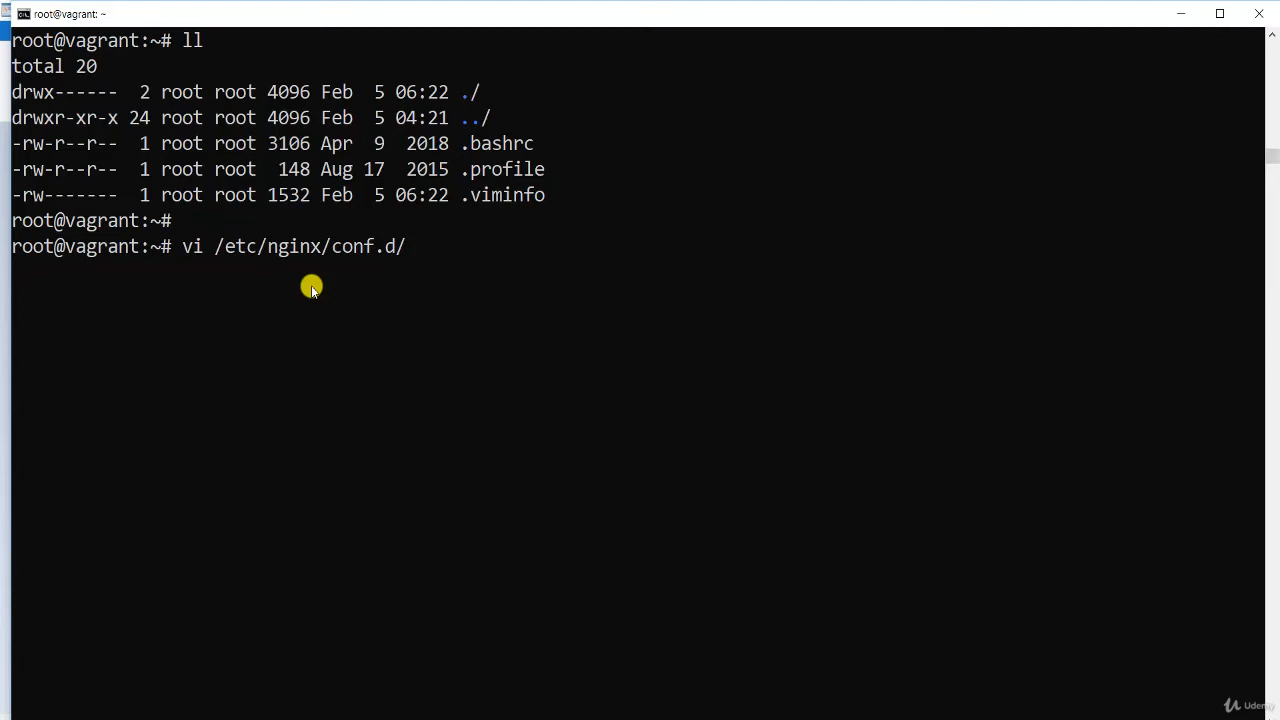 root@vagrant: ~
root@vagrant:~# ll
total 20
drwx------  2 root root 4096 Feb  5 06:22 ./
drwxr-xr-x 24 root root 4096 Feb  5 04:21 ../
-rw-r--r--  1 root root 3106 Apr  9  2018 .bashrc
-rw-r--r--  1 root root  148 Aug 17  2015 .profile
-rw-------  1 root root 1532 Feb  5 06:22 .viminfo
root@vagrant:~#
root@vagrant:~# vi /etc/nginx/conf.d/
Udemy